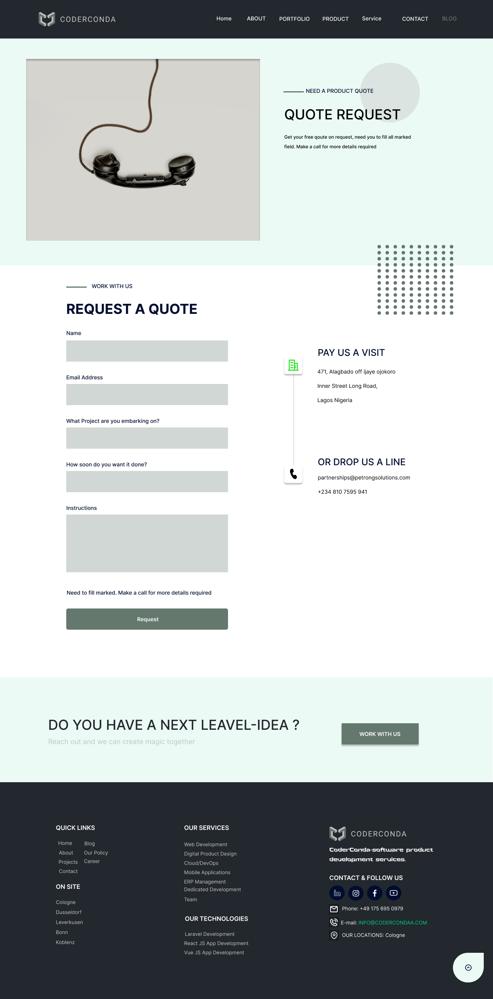 CODERCONDA
Home
ABOUT
PORTFOLIO
PRODUCT
Service
CONTACT
BLOG
NEED A PRODUCT QUOTE
QUOTE REQUEST
Get your free qoute on request, need you to fill all marked
field. Make a call for more details required
WORK WITH US
REQUEST A QUOTE
Name
Email Address
What Project are you embarking on?
How soon do you want it done?
Instructions
Need to fill marked. Make a call for more details required
Request
PAY US A VISIT
471, Alagbado off ijaye ojokoro
Inner Street Long Road,
Lagos Nigeria
OR DROP US A LINE
partnerships@petrongsolutions.com
+234 810 7595 941
DO YOU HAVE A NEXT LEAVEL-IDEA ?
Reach out and we can create magic together
WORK WITH US
QUICK LINKS
Home
About
Projects
Contact
Blog
Our Policy
Career
ON SITE
Cologne
Dusseldorf
Leverkusen
Bonn
Koblenz
OUR SERVICES
Web Development
Digital Product Design
Cloud/DevOps
Mobile Applications
ERP Management
Dedicated Development
Team
OUR TECHNOLOGIES
Laravel Development
React JS App Development
Vue JS App Development
CODERCONDA
CoderConda-software product
development services.
CONTACT & FOLLOW US
in
Phone: +49 175 695 0979
E-mail: INFO@CODERCONDAA.COM
OUR LOCATIONS: Cologne